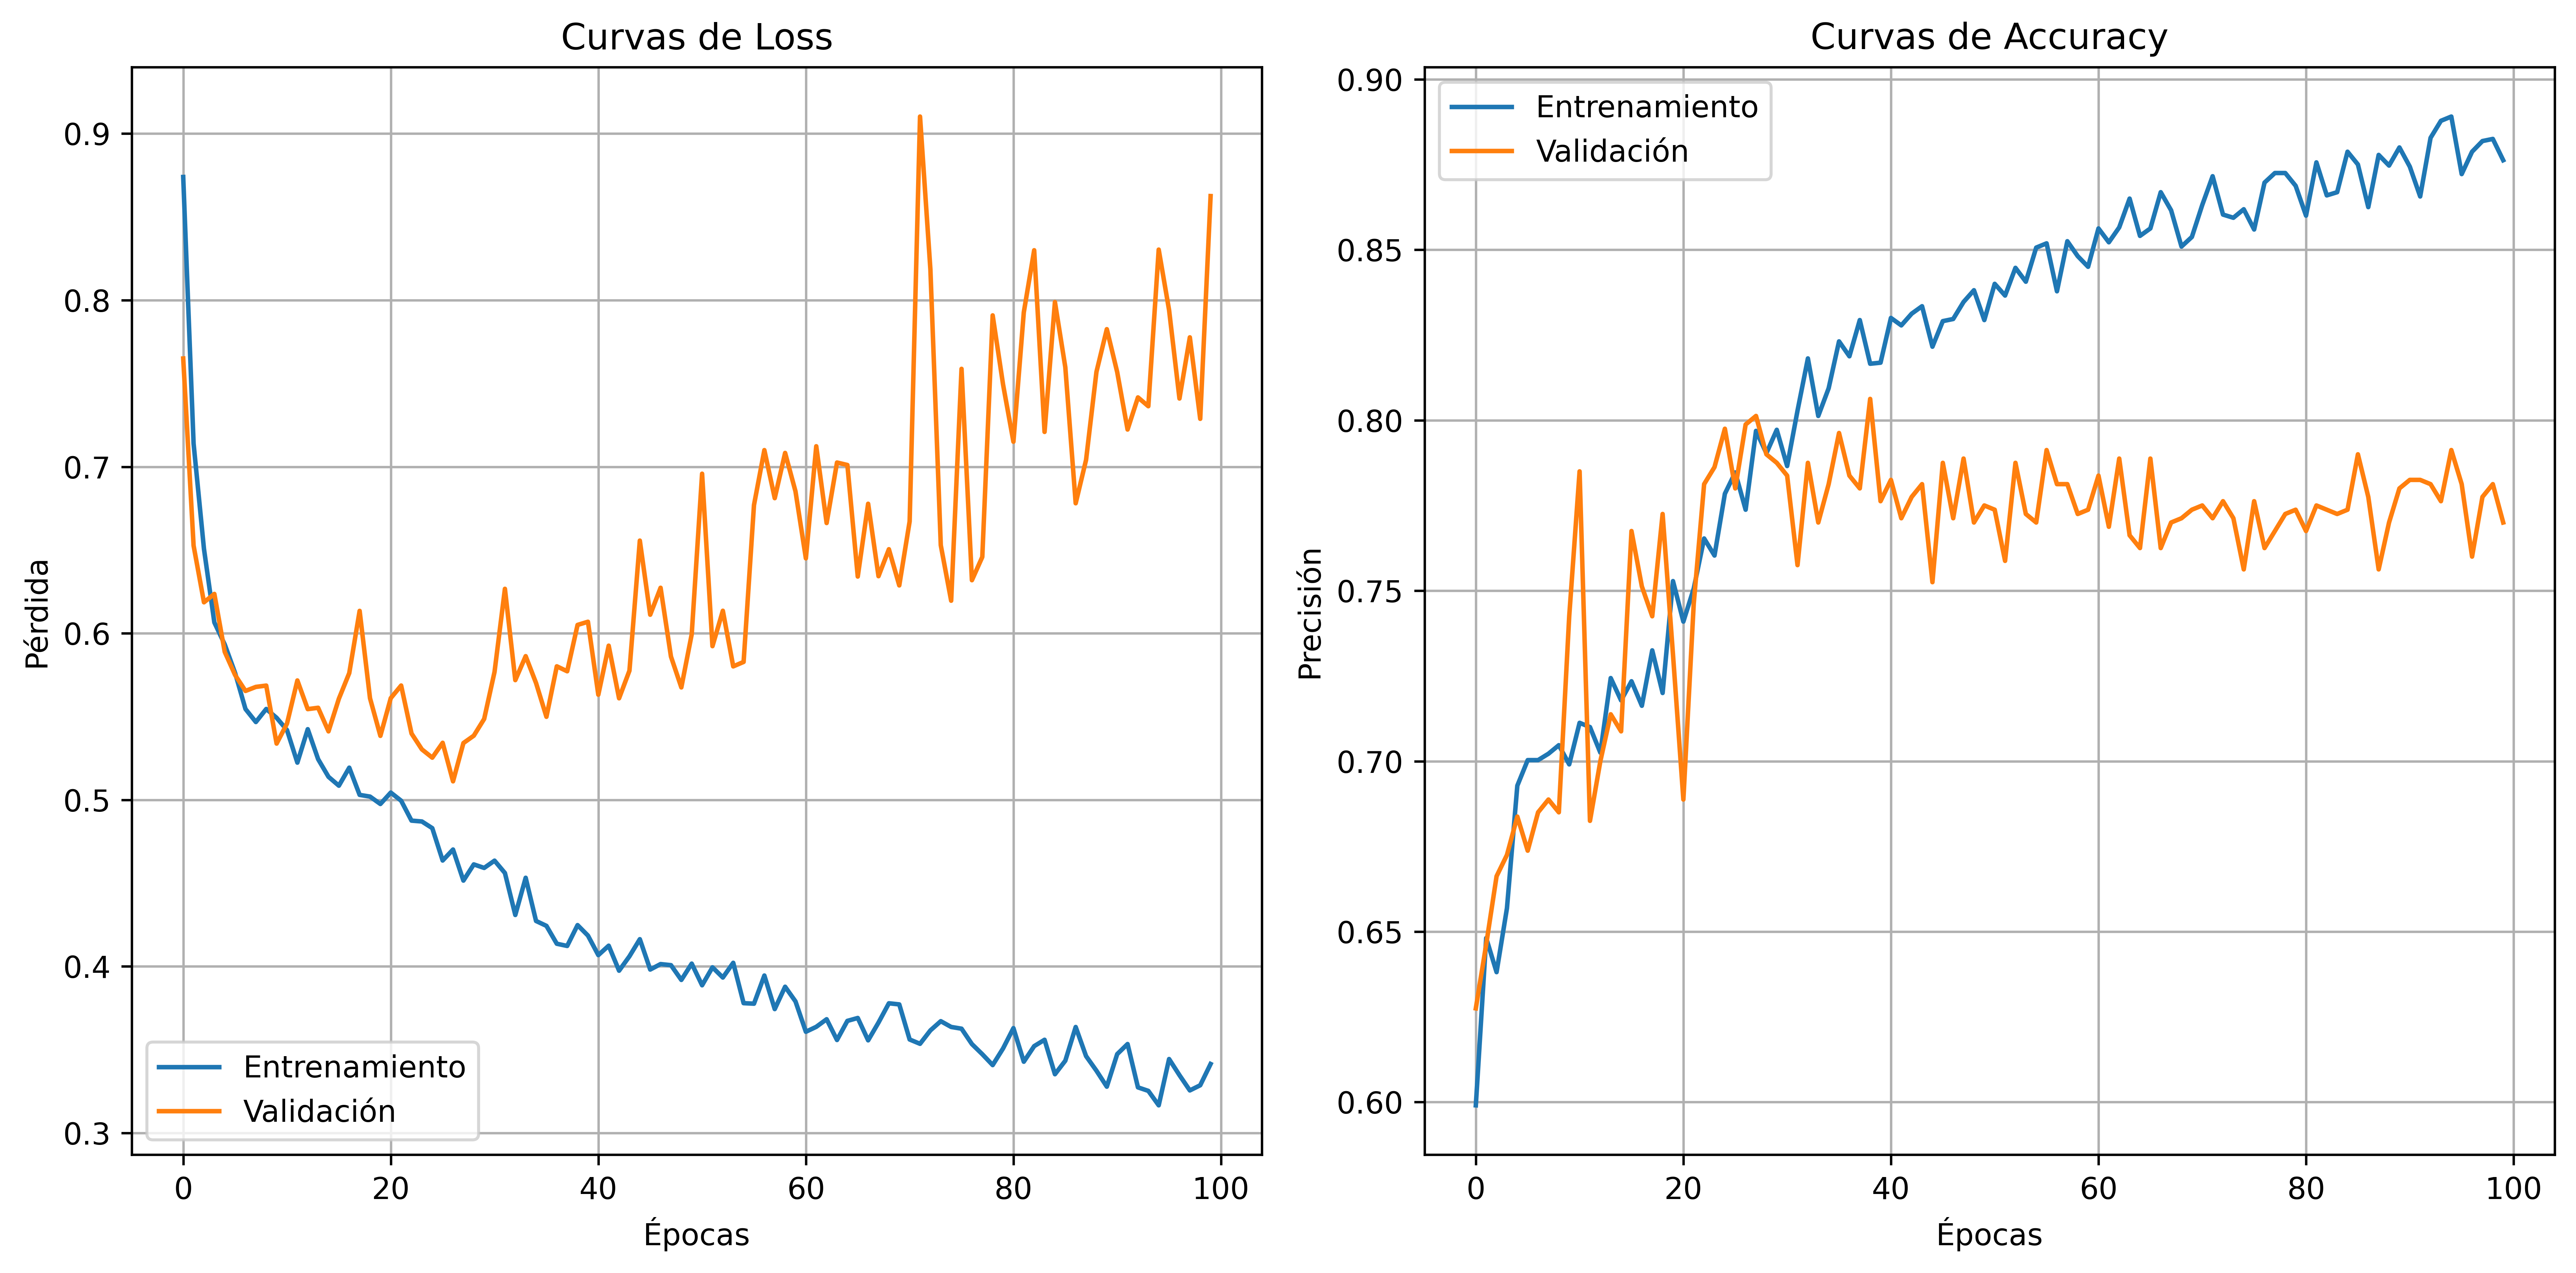 Curvas de Loss
Pérdida
0.9
0.8
0.7
0.6
0.5
0.4
0.3
Entrenamiento
Validación
0 20 40 60 80 100
Épocas
Curvas de Accuracy
Precisión
0.90
0.85
0.80
0.75
0.70
0.65
0.60
Entrenamiento
Validación
0 20 40 60 80 100
Épocas